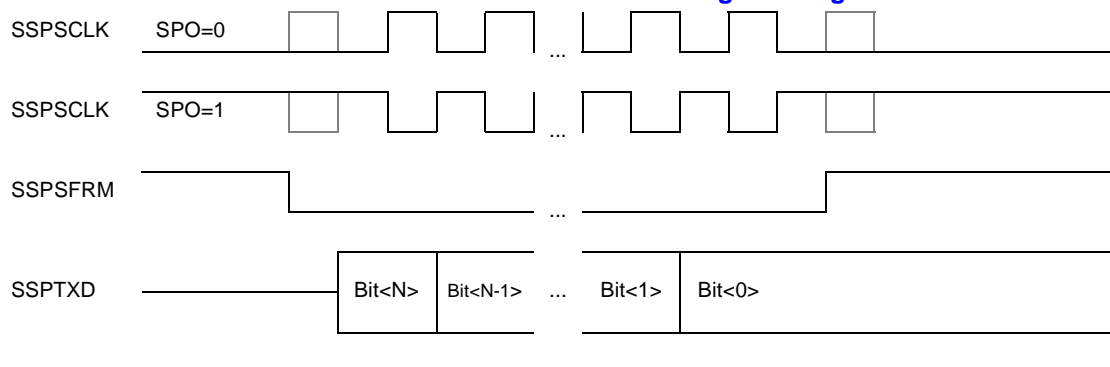 SSPSCLK SPO=0
...
SSPSCLK SPO=1
...
SSPSFRM
...
SSPTXD Bit<N> Bit<N-1> ... Bit<1> Bit<0>